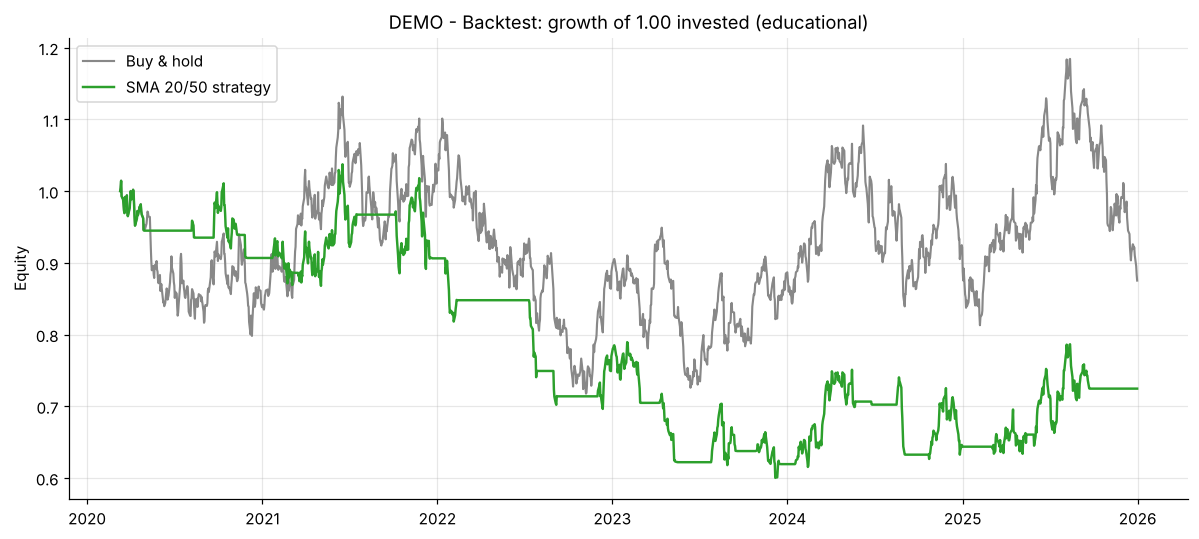 DEMO - Backtest: growth of 1.00 invested (educational)
Buy & hold
SMA 20/50 strategy
Equity
1.2
1.1
1.0
0.9
0.8
0.7
0.6
2020 2021 2022 2023 2024 2025 2026